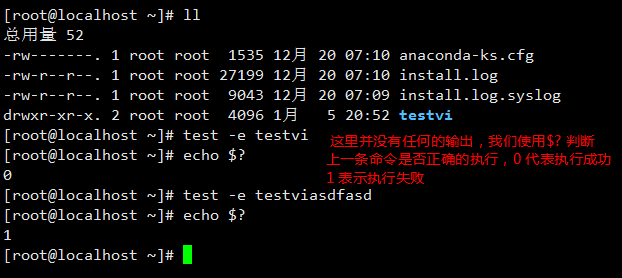 [root@localhost ~]# ll
总用量 52
-rw-------. 1 root root  1535 12月 20 07:10 anaconda-ks.cfg
-rw-r--r--. 1 root root 27199 12月 20 07:10 install.log
-rw-r--r--. 1 root root  9043 12月 20 07:09 install.log.syslog
drwxr-xr-x. 2 root root  4096 1月   5 20:52 testvi
[root@localhost ~]# test -e testvi
[root@localhost ~]# echo $?
0
[root@localhost ~]# test -e testviasdfasd
[root@localhost ~]# echo $?
1
[root@localhost ~]#
这里并没有任何的输出，我们使用$? 判断
上一条命令是否正确的执行，0 代表执行成功
1 表示执行失败